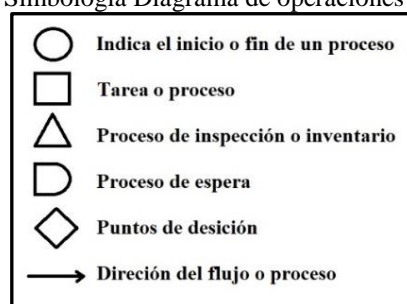 Simbología Diagrama de operaciones
Indica el inicio o fin de un proceso
Tarea o proceso
Proceso de inspección o inventario
Proceso de espera
Puntos de desición
Direción del flujo o proceso